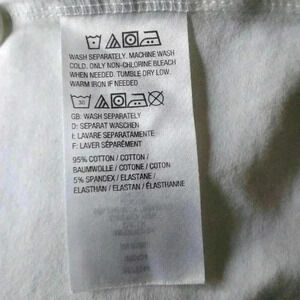 WASH SEPARATELY. MACHINE WASH
COLD. ONLY NON-CHLORINE BLEACH
WHEN NEEDED. TUMBLE DRY LOW.
WARM IRON IF NEEDED
30
GB: WASH SEPARATELY
D: SEPARAT WASCHEN
I: LAVARE SEPARATAMENTE
F: LAVER SÉPARÉMENT
95% COTTON / COTTON /
BAUMWOLLE / COTONE / COTON
5% SPANDEX / ELASTANE /
ELASTHAN / ELASTAN / ÉLASTHANNE